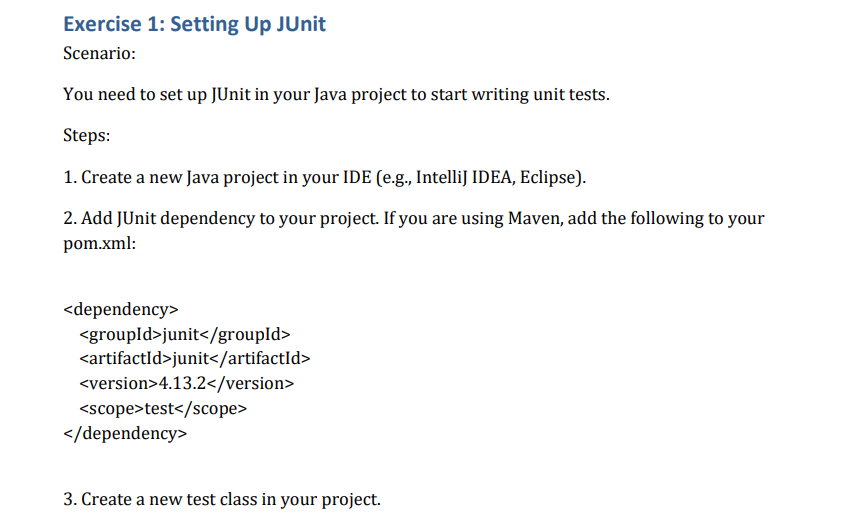 Exercise 1: Setting Up JUnit
Scenario:
You need to set up JUnit in your Java project to start writing unit tests.
Steps:
1. Create a new Java project in your IDE (e.g., IntelliJ IDEA, Eclipse).
2. Add JUnit dependency to your project. If you are using Maven, add the following to your
pom.xml:
<dependency>
<groupId>junit</groupId>
<artifactId>junit</artifactId>
<version>4.13.2</version>
<scope>test</scope>
</dependency>
3. Create a new test class in your project.